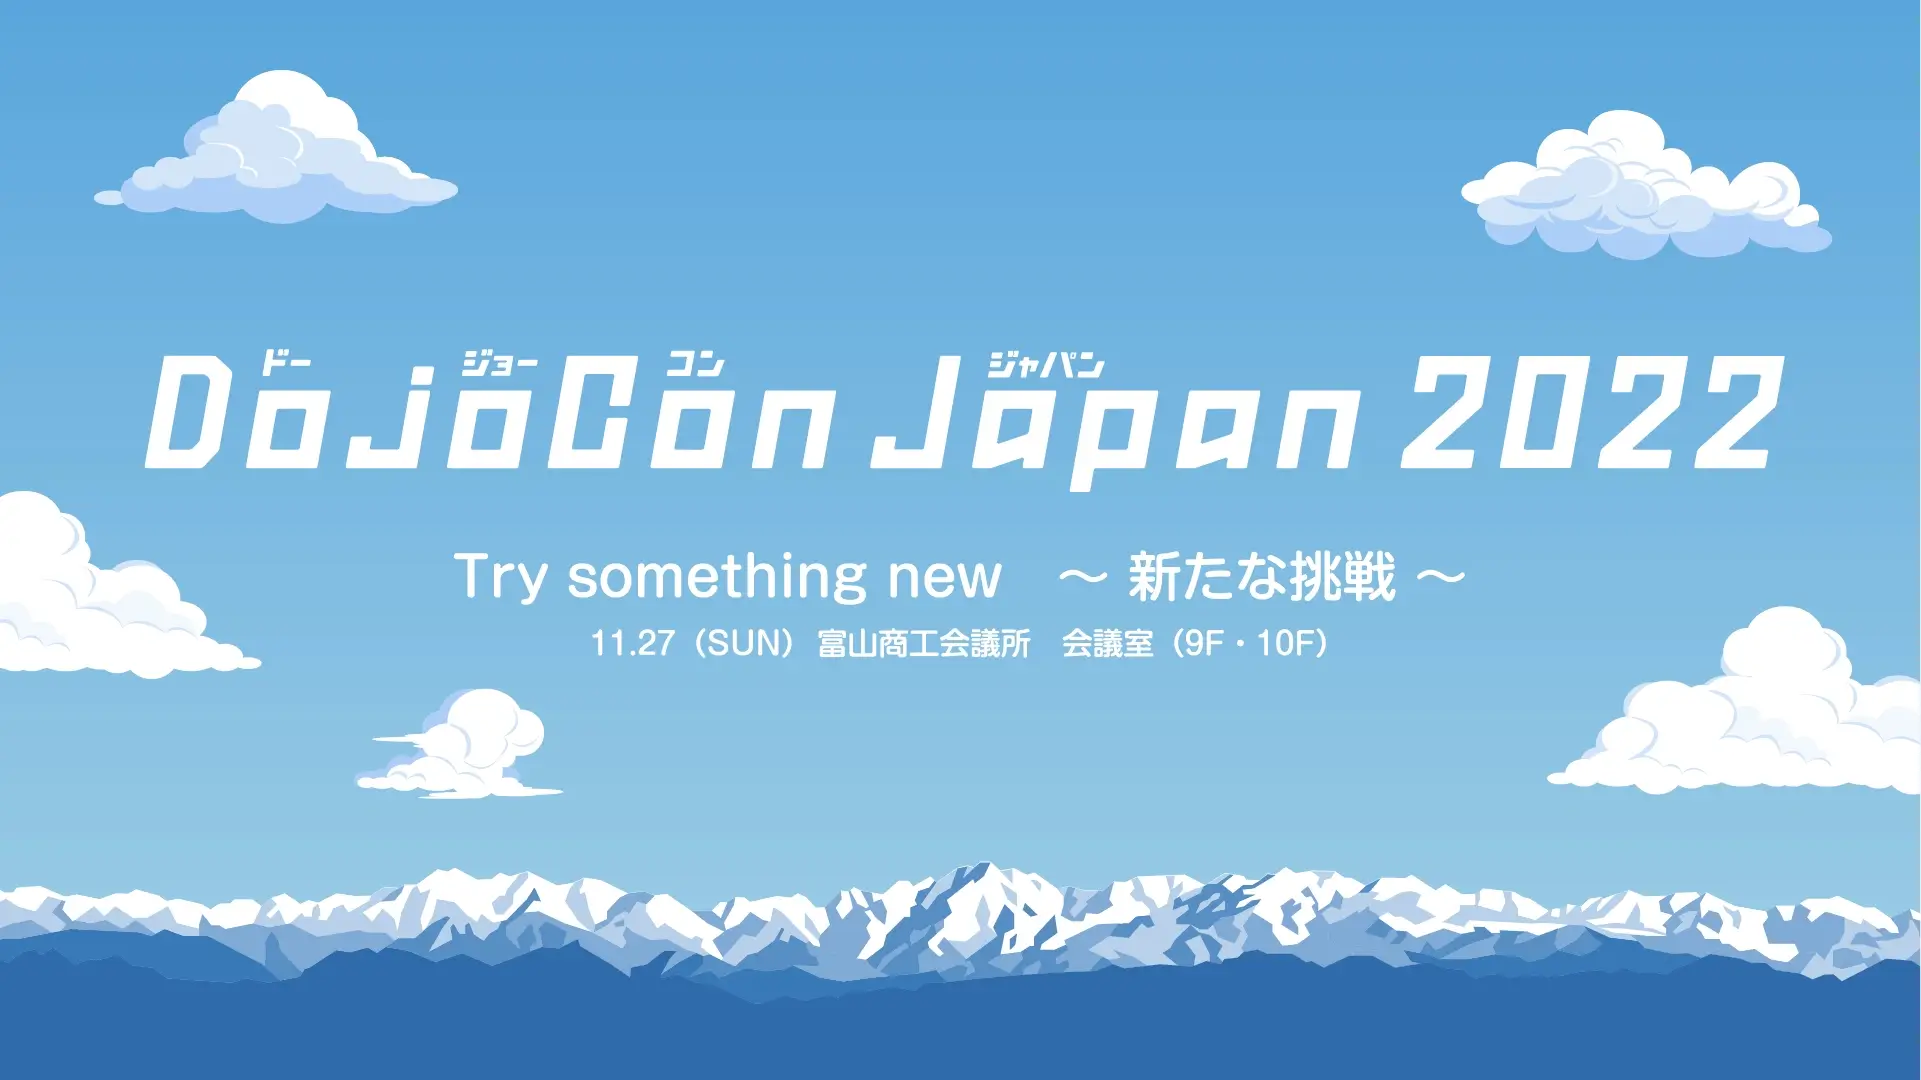 ドー ジョー コン ジャパン
DojoCon Japan 2022
Try something new ～ 新たな挑戦 ～
11.27（SUN）富山商工会議所　会議室（9F・10F）